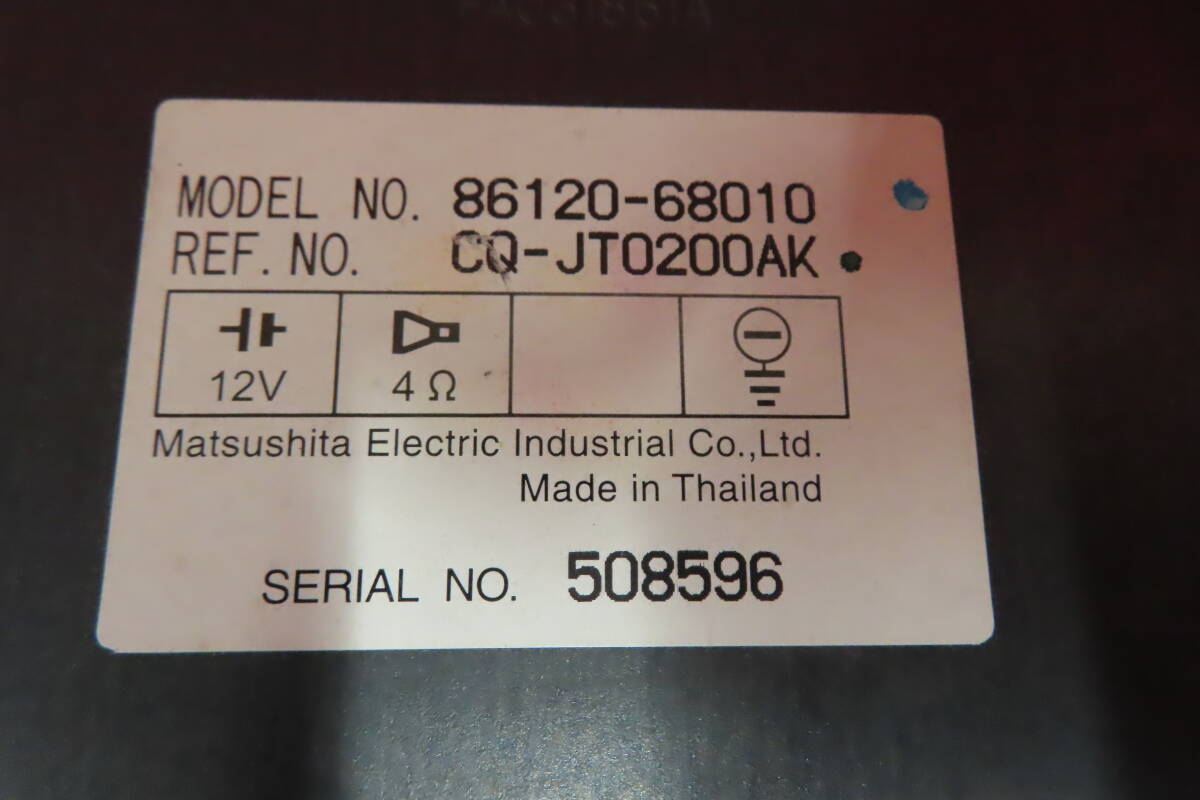 MODEL NO. 86120-68010
REF. NO. CQ-JT0200AK
12V 4 Ω
Matsushita Electric Industrial Co.,Ltd.
Made in Thailand
SERIAL NO. 508596